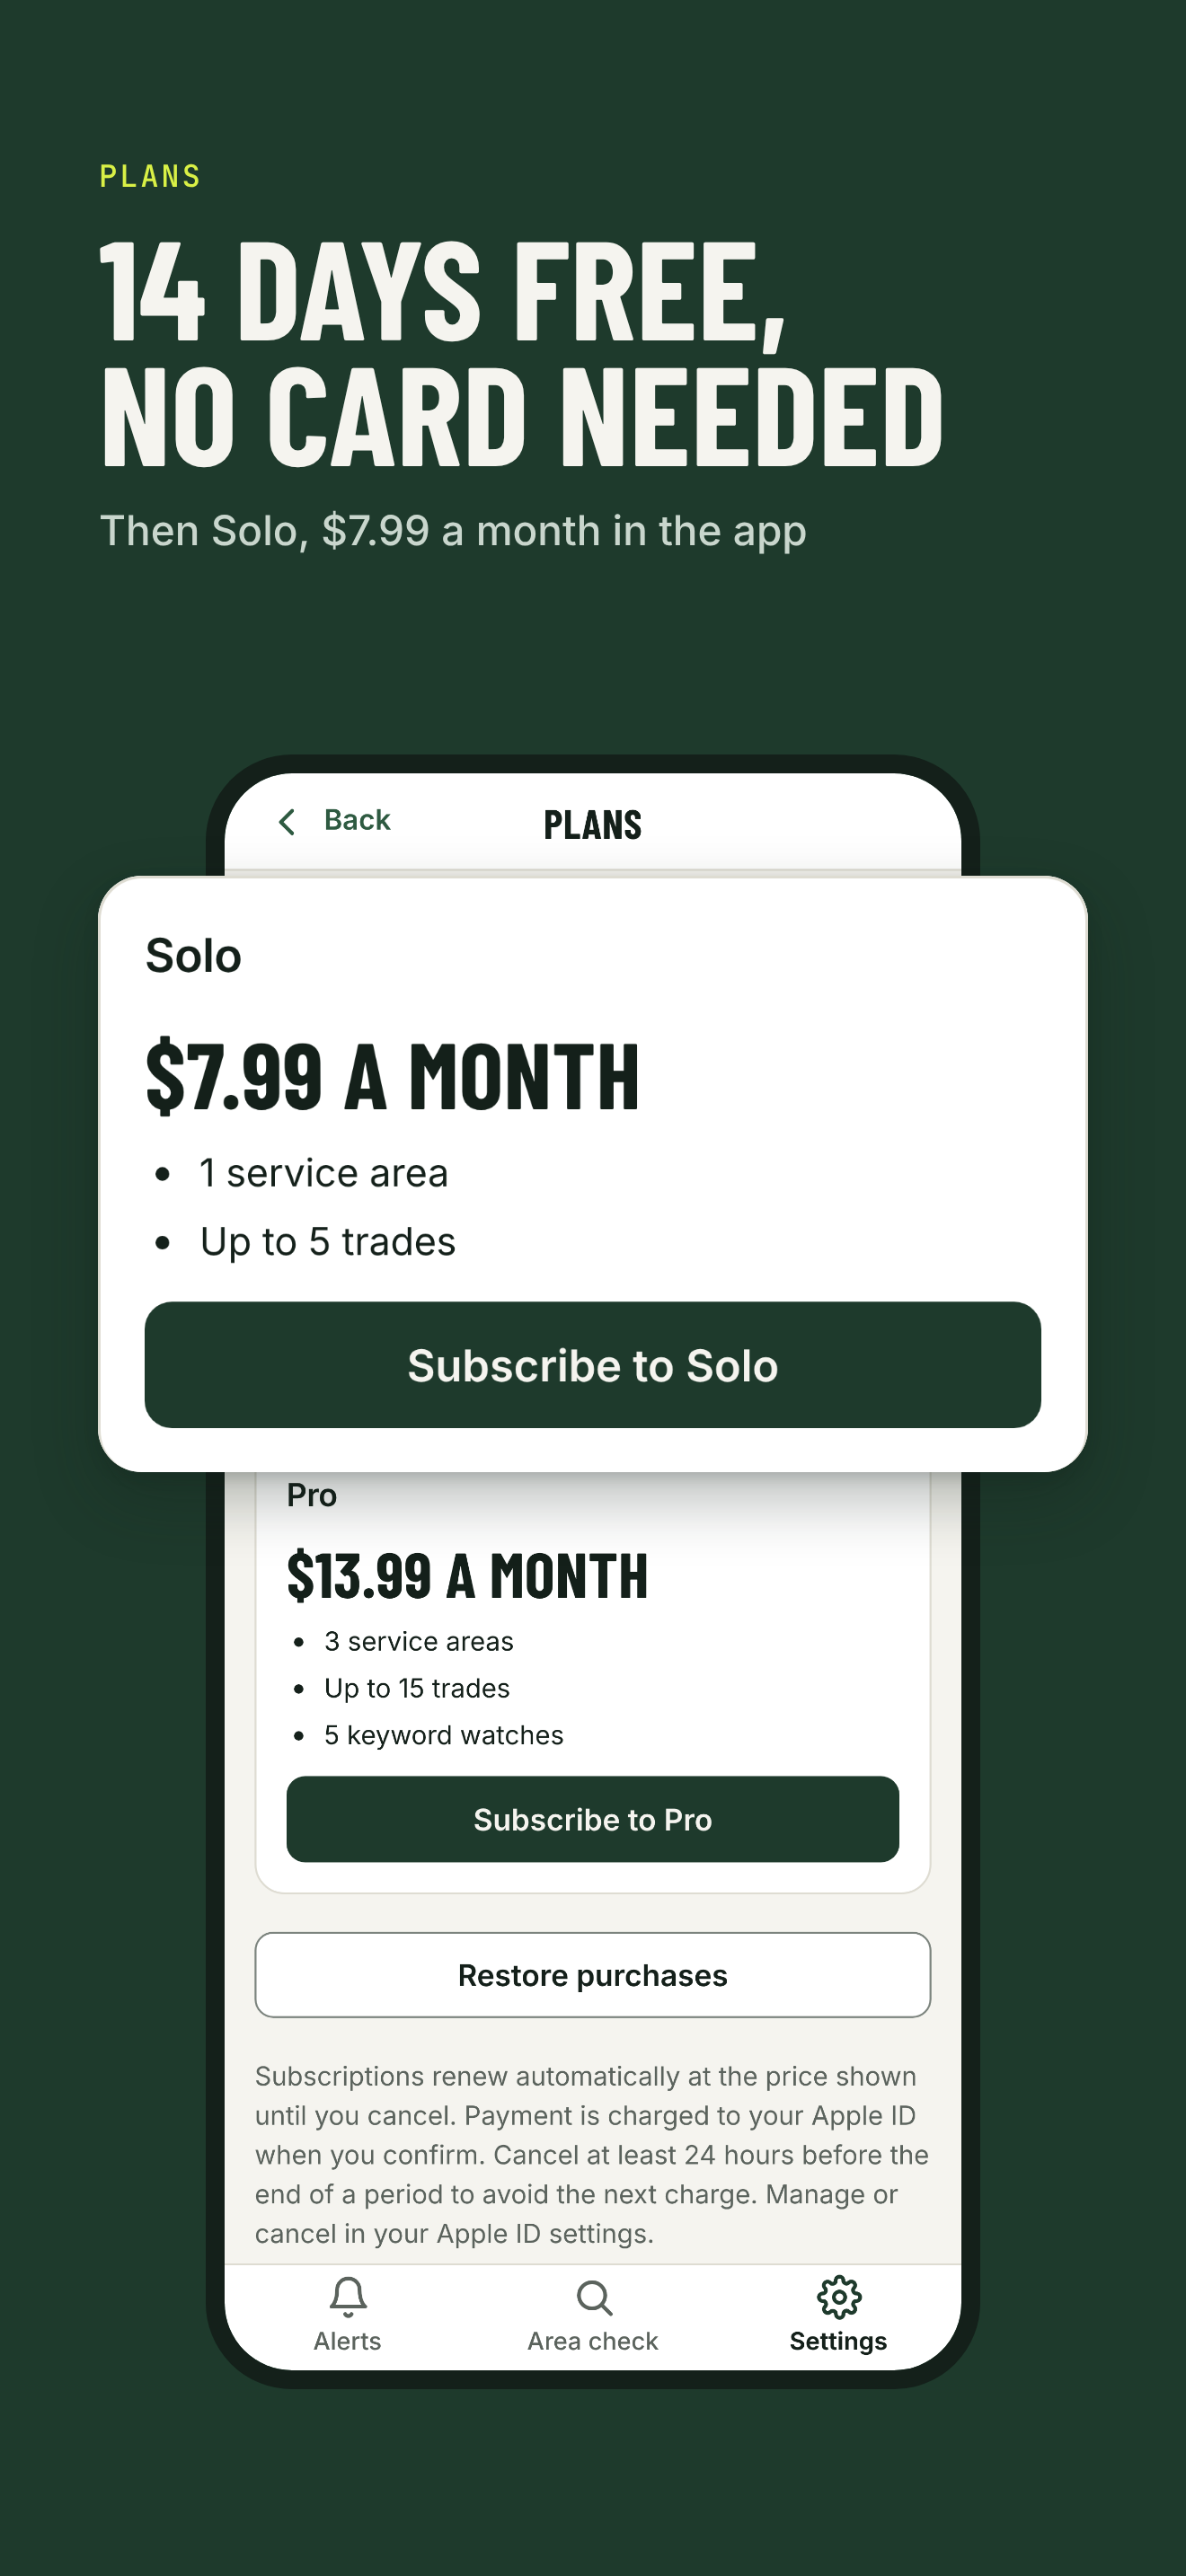 PLANS
14 DAYS FREE,
NO CARD NEEDED
Then Solo, $7.99 a month in the app
Back
PLANS
Solo
$7.99 A MONTH
• 1 service area
• Up to 5 trades
Subscribe to Solo
Pro
$13.99 A MONTH
• 3 service areas
• Up to 15 trades
• 5 keyword watches
Subscribe to Pro
Restore purchases
Subscriptions renew automatically at the price shown
until you cancel. Payment is charged to your Apple ID
when you confirm. Cancel at least 24 hours before the
end of a period to avoid the next charge. Manage or
cancel in your Apple ID settings.
Alerts
Area check
Settings